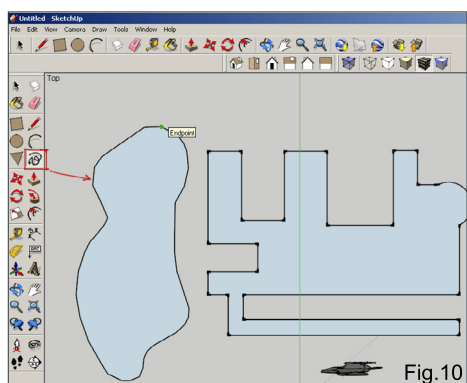 Untitled - SketchUp
File Edit View Camera Draw Tools Window Help
Top
Endpoint
Fig.10